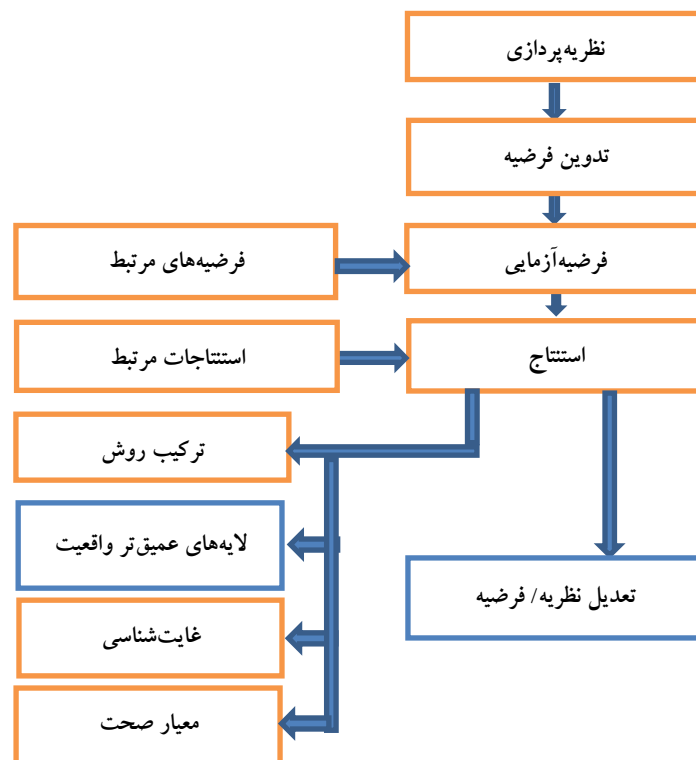 نظریه‌پردازی
تدوین فرضیه
فرضیه‌آزمایی
فرضیه‌های مرتبط
استنتاج
استنتاجات مرتبط
ترکیب روش
لایه‌های عمیق‌تر واقعیت
تعدیل نظریه/ فرضیه
غایت‌شناسی
معیار صحت